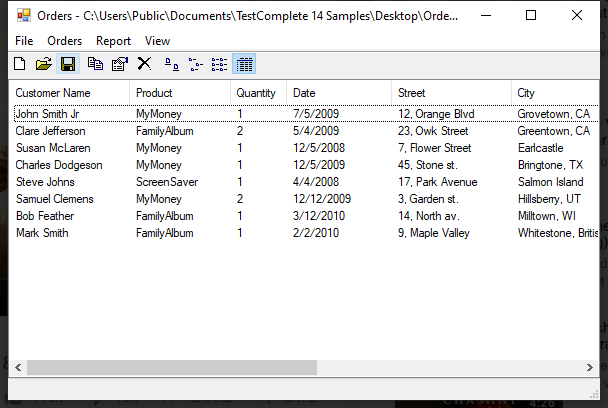 Orders - C:\Users\Public\Documents\TestComplete 14 Samples\Desktop\Orde...
File Orders Report View
Customer Name Product Quantity Date Street City
John Smith Jr MyMoney 1 7/5/2009 12, Orange Blvd Grovetown, CA
Clare Jefferson FamilyAlbum 2 5/4/2009 23, Owk Street Greentown, CA
Susan McLaren MyMoney 1 12/5/2008 7, Flower Street Earlcastle
Charles Dodgeson MyMoney 1 12/5/2009 45, Stone st. Bringtone, TX
Steve Johns ScreenSaver 1 4/4/2008 17, Park Avenue Salmon Island
Samuel Clemens MyMoney 2 12/12/2009 3, Garden st. Hillsberry, UT
Bob Feather FamilyAlbum 1 3/12/2010 14, North av. Milltown, WI
Mark Smith FamilyAlbum 1 2/2/2010 9, Maple Valley Whitestone, Britis
4:26